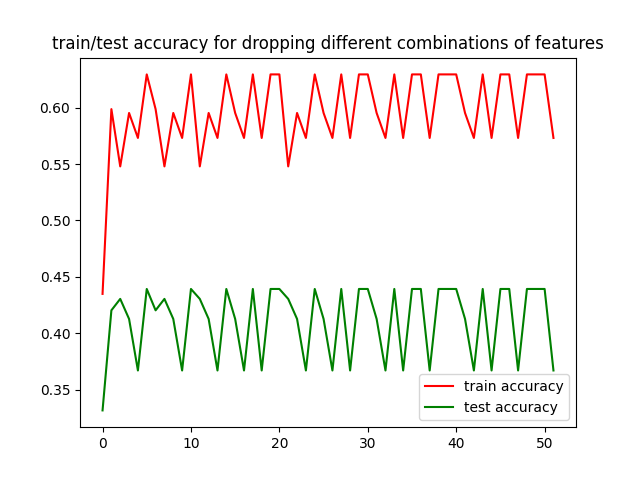 train/test accuracy for dropping different combinations of features
0.60
0.55
0.50
0.45
0.40
0.35
train accuracy
test accuracy
0 10 20 30 40 50